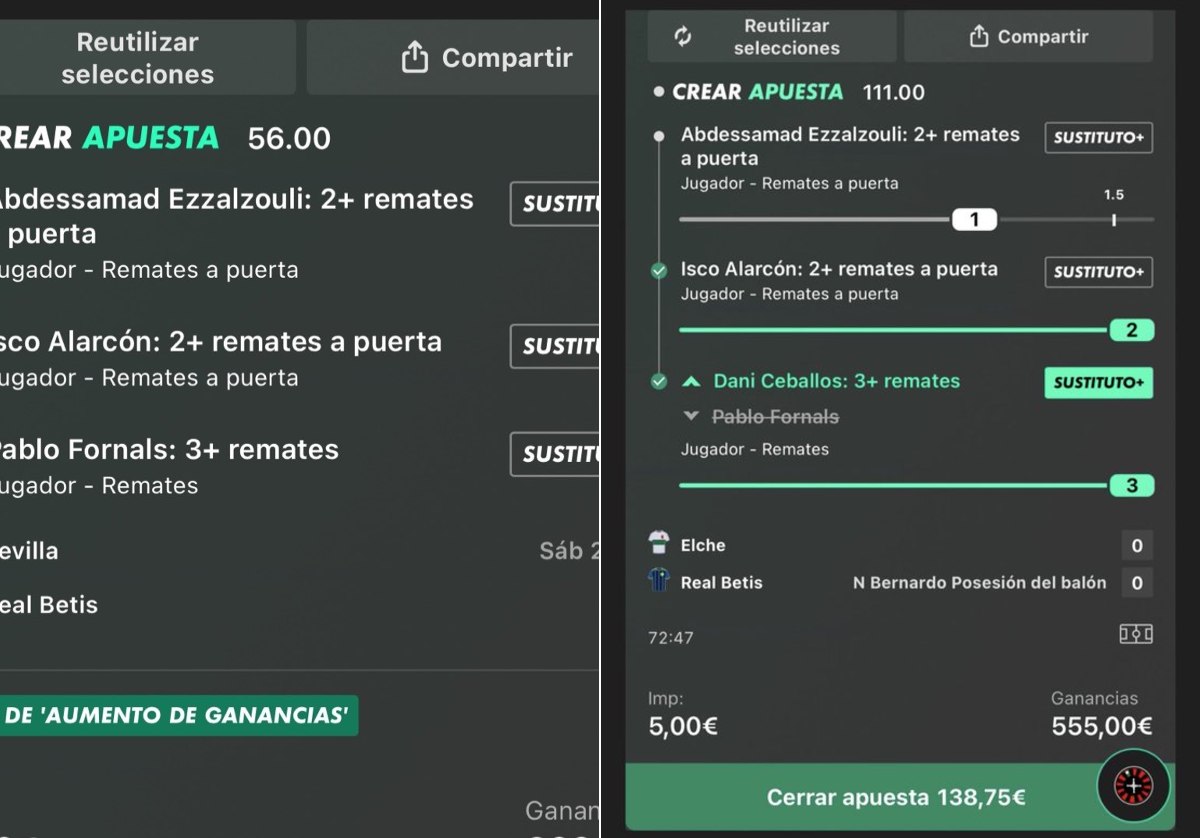 Reutilizar
selecciones
Compartir
REAR APUESTA 56.00
bdessamad Ezzalzouli: 2+ remates
puerta
SUSTITU
ugador - Remates a puerta
sco Alarcón: 2+ remates a puerta
SUSTITU
ugador - Remates a puerta
Pablo Fornals: 3+ remates
SUSTITU
ugador - Remates
evilla
Sáb 2
eal Betis
DE 'AUMENTO DE GANANCIAS'
Ganan
Reutilizar
selecciones
Compartir
CREAR APUESTA 111.00
Abdessamad Ezzalzouli: 2+ remates
a puerta
SUSTITUTO+
Jugador - Remates a puerta
1.5
1
Isco Alarcón: 2+ remates a puerta
SUSTITUTO+
Jugador - Remates a puerta
2
Dani Ceballos: 3+ remates
SUSTITUTO+
Pablo Fornals
Jugador - Remates
3
Elche
0
Real Betis
N Bernardo Posesión del balón
0
72:47
Imp:
5,00€
Ganancias
555,00€
Cerrar apuesta 138,75€